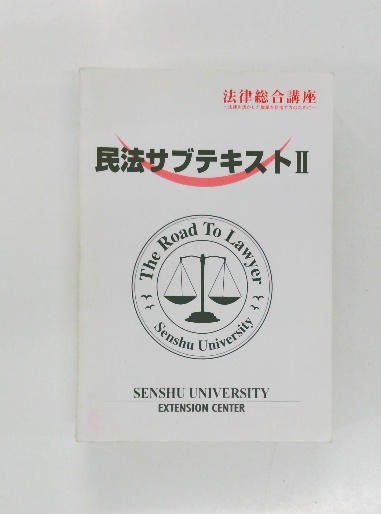 法律総合講座
民法サブテキストⅡ
The Road To Lawyer
Senshu University
SENSHU UNIVERSITY
EXTENSION CENTER